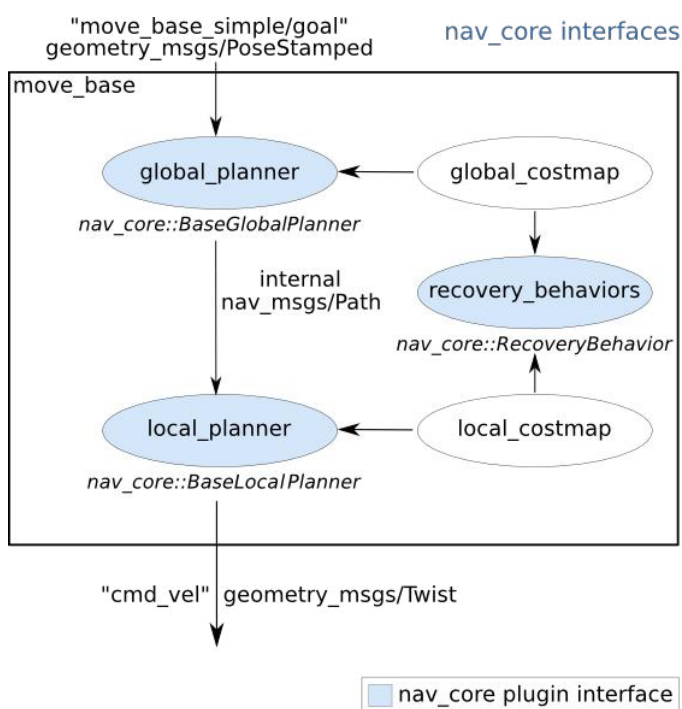 "move_base_simple/goal"
geometry_msgs/PoseStamped
nav_core interfaces
move_base
global_planner
global_costmap
nav_core::BaseGlobalPlanner
internal
nav_msgs/Path
recovery_behaviors
nav_core::RecoveryBehavior
local_planner
local_costmap
nav_core::BaseLocalPlanner
"cmd_vel" geometry_msgs/Twist
nav_core plugin interface